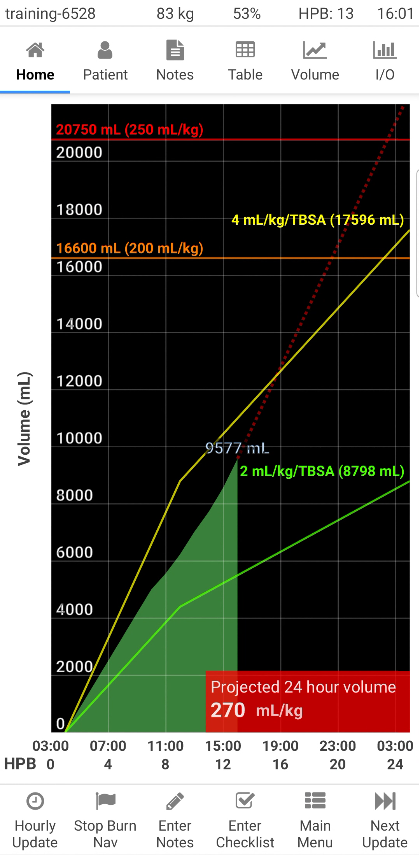 training-6528 83 kg 53% HPB: 13 16:01
Home Patient Notes Table Volume I/O
20750 mL (250 mL/kg)
20000
18000
4 mL/kg/TBSA (17596 mL)
16600 mL (200 mL/kg)
16000
14000
12000
10000
9577 mL
2 mL/kg/TBSA (8798 mL)
8000
6000
4000
2000
0
Volume (mL)
Projected 24 hour volume
270 mL/kg
03:00 07:00 11:00 15:00 19:00 23:00 03:00
HPB 0 4 8 12 16 20 24
Hourly Update
Stop Burn Nav
Enter Notes
Enter Checklist
Main Menu
Next Update